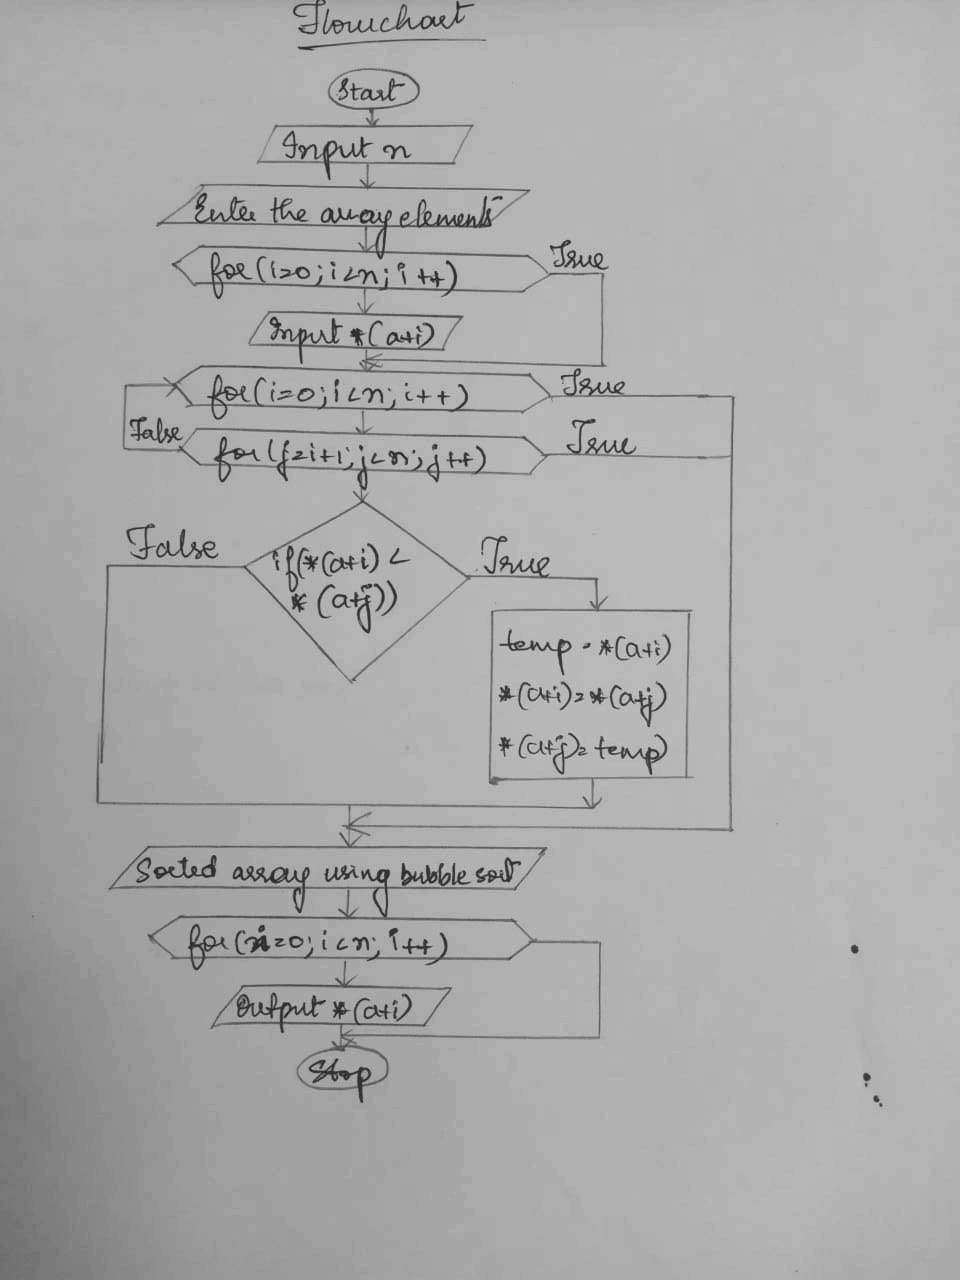 Flowchart
Start
Input n
Enter the array elements
for(i=0; i<n; i++)
True
Input *(a+i)
for(i=0; i<n; i++)
True
False
for(j=i+1; j<n; j++)
True
False
if(*(a+i) <
*(a+j))
True
temp = *(a+i)
*(a+i) = *(a+j)
*(a+j) = temp)
Sorted array using bubble sort
for(i=0; i<n; i++)
Output *(a+i)
Stop